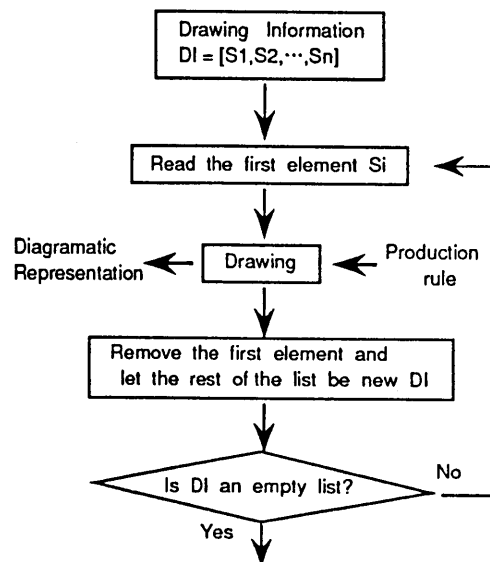 Drawing Information
DI = [S1,S2,⋯,Sn]
Read the first element Si
Diagramatic
Representation
Drawing
Production
rule
Remove the first element and
let the rest of the list be new DI
Is DI an empty list?
No
Yes